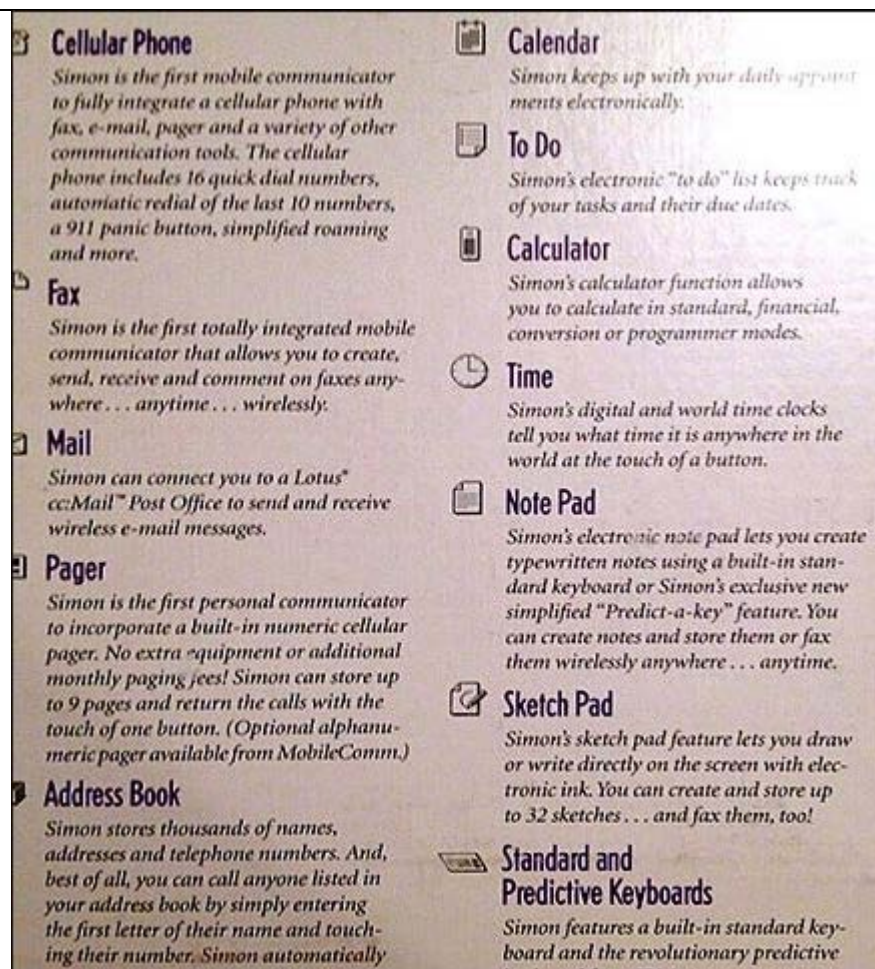 Cellular Phone
Simon is the first mobile communicator
to fully integrate a cellular phone with
fax, e-mail, pager and a variety of other
communication tools. The cellular
phone includes 16 quick dial numbers,
automatic redial of the last 10 numbers,
a 911 panic button, simplified roaming
and more.
Fax
Simon is the first totally integrated mobile
communicator that allows you to create,
send, receive and comment on faxes any-
where . . . anytime . . . wirelessly.
Mail
Simon can connect you to a Lotus®
cc:Mail™ Post Office to send and receive
wireless e-mail messages.
Pager
Simon is the first personal communicator
to incorporate a built-in numeric cellular
pager. No extra equipment or additional
monthly paging fees! Simon can store up
to 9 pages and return the calls with the
touch of one button. (Optional alphanu-
meric pager available from MobileComm.)
Address Book
Simon stores thousands of names,
addresses and telephone numbers. And,
best of all, you can call anyone listed in
your address book by simply entering
the first letter of their name and touch-
ing their number. Simon automatically
Calendar
Simon keeps up with your daily appoint
ments electronically.
To Do
Simon's electronic "to do" list keeps track
of your tasks and their due dates.
Calculator
Simon's calculator function allows
you to calculate in standard, financial,
conversion or programmer modes.
Time
Simon's digital and world time clocks
tell you what time it is anywhere in the
world at the touch of a button.
Note Pad
Simon's electronic note pad lets you create
typewritten notes using a built-in stan-
dard keyboard or Simon's exclusive new
simplified "Predict-a-key" feature. You
can create notes and store them or fax
them wirelessly anywhere . . . anytime.
Sketch Pad
Simon's sketch pad feature lets you draw
or write directly on the screen with elec-
tronic ink. You can create and store up
to 32 sketches . . . and fax them, too!
Standard and
Predictive Keyboards
Simon features a built-in standard key-
board and the revolutionary predictive